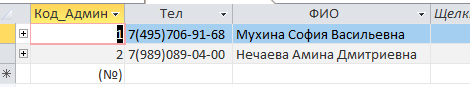 Код_Админ Тел ФИО Щелкн
1 7(495)706-91-68 Мухина София Васильевна
2 7(989)089-04-00 Нечаева Амина Дмитриевна
(№)